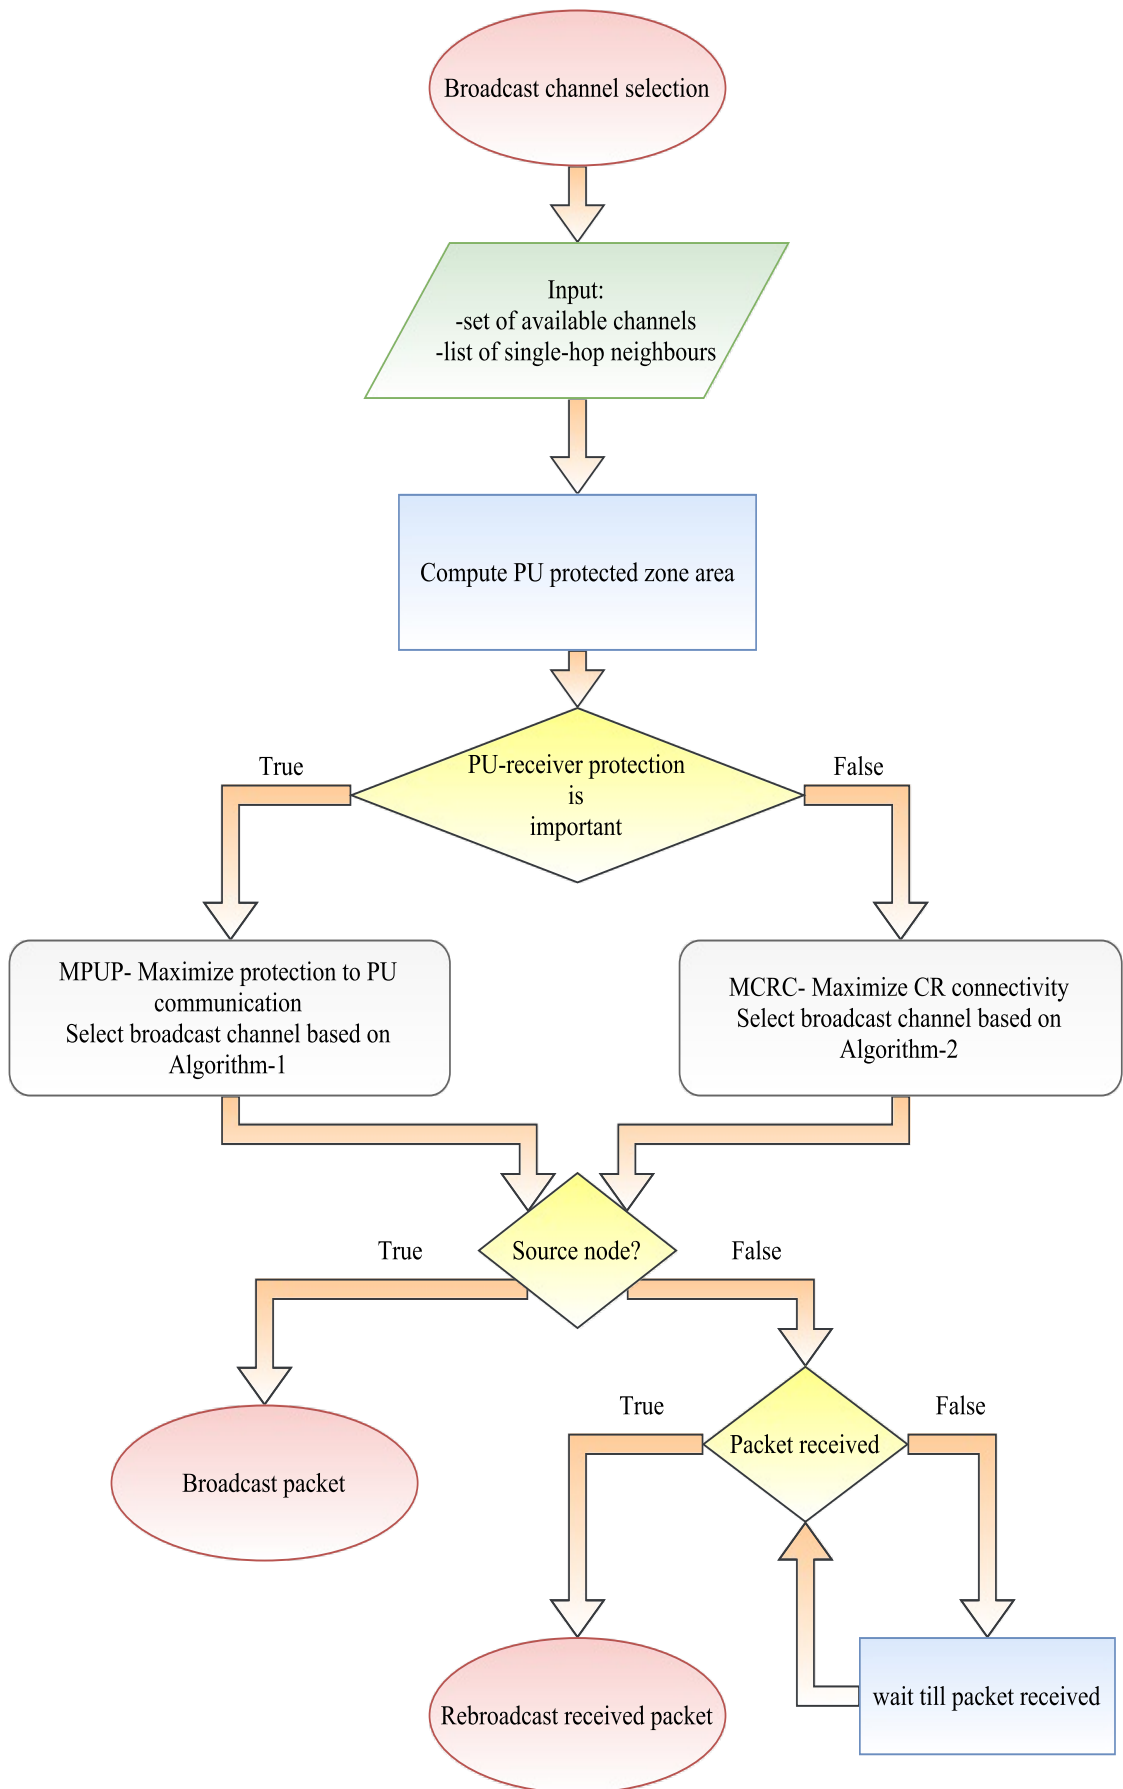 Broadcast channel selection
Input:
-set of available channels
-list of single-hop neighbours
Compute PU protected zone area
PU-receiver protection
is
important
True
False
MPUP- Maximize protection to PU
communication
Select broadcast channel based on
Algorithm-1
MCRC- Maximize CR connectivity
Select broadcast channel based on
Algorithm-2
Source node?
True
False
Broadcast packet
Packet received
True
False
Rebroadcast received packet
wait till packet received